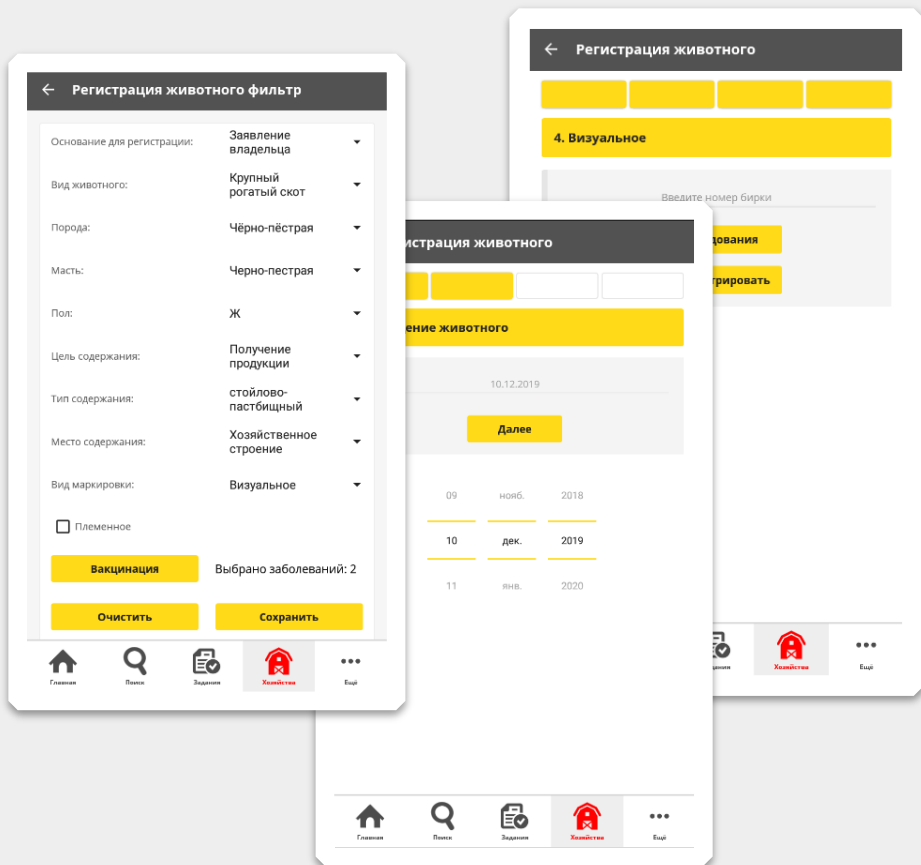 Регистрация животного фильтр
Основание для регистрации:
Заявление
владельца
Вид животного:
Крупный
рогатый скот
Порода:
Чёрно-пёстрая
Масть:
Черно-пестрая
Пол:
Ж
Цель содержания:
Получение
продукции
Тип содержания:
стойлово-
пастбищный
Место содержания:
Хозяйственное
строение
Вид маркировки:
Визуальное
Племенное
Вакцинация
Выбрано заболеваний: 2
Очистить
Сохранить
Главная
Поиск
Задания
Хозяйства
Ещё
истрация животного
ение животного
10.12.2019
Далее
09 нояб. 2018
10 дек. 2019
11 янв. 2020
Главная
Поиск
Задания
Хозяйства
Ещё
Регистрация животного
4. Визуальное
Введите номер бирки
дования
трировать
дания
Хозяйства
Ещё